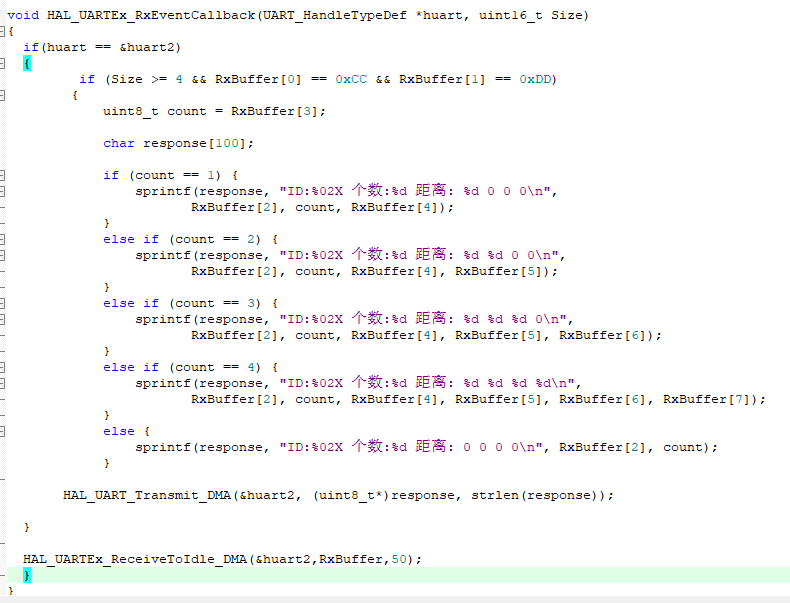 void HAL_UARTEx_RxEventCallback(UART_HandleTypeDef *huart, uint16_t Size)
{
if(huart == &huart2)
{
if (Size >= 4 && RxBuffer[0] == 0xCC && RxBuffer[1] == 0xDD)
{
uint8_t count = RxBuffer[3];
char response[100];
if (count == 1) {
sprintf(response, "ID:%02X 个数:%d 距离: %d 0 0 0\n",
RxBuffer[2], count, RxBuffer[4]);
}
else if (count == 2) {
sprintf(response, "ID:%02X 个数:%d 距离: %d %d 0 0\n",
RxBuffer[2], count, RxBuffer[4], RxBuffer[5]);
}
else if (count == 3) {
sprintf(response, "ID:%02X 个数:%d 距离: %d %d %d 0\n",
RxBuffer[2], count, RxBuffer[4], RxBuffer[5], RxBuffer[6]);
}
else if (count == 4) {
sprintf(response, "ID:%02X 个数:%d 距离: %d %d %d %d\n",
RxBuffer[2], count, RxBuffer[4], RxBuffer[5], RxBuffer[6], RxBuffer[7]);
}
else {
sprintf(response, "ID:%02X 个数:%d 距离: 0 0 0 0\n", RxBuffer[2], count);
}
HAL_UART_Transmit_DMA(&huart2, (uint8_t*)response, strlen(response));
}
HAL_UARTEx_ReceiveToIdle_DMA(&huart2,RxBuffer,50);
}
}